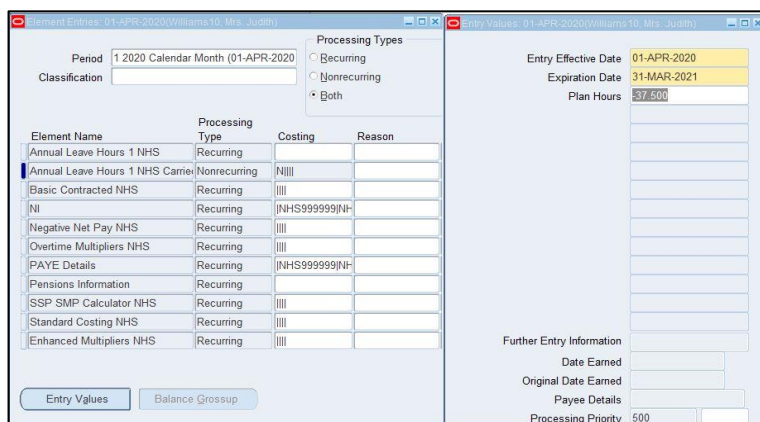 Element Entries: 01-APR-2020(Williams10, Mrs. Judith)
Period 1 2020 Calendar Month (01-APR-2020
Classification
Processing Types
Recurring
Nonrecurring
Both
Element Name Processing Type Costing Reason
Annual Leave Hours 1 NHS Recurring
Annual Leave Hours 1 NHS Carrie Nonrecurring N||||
Basic Contracted NHS Recurring ||||
NI Recurring |NHS999999|NH
Negative Net Pay NHS Recurring ||||
Overtime Multipliers NHS Recurring ||||
PAYE Details Recurring |NHS999999|NH
Pensions Information Recurring
SSP SMP Calculator NHS Recurring ||||
Standard Costing NHS Recurring ||||
Enhanced Multipliers NHS Recurring ||||
Entry Values Balance Grossup
Entry Values: 01-APR-2020(Williams10, Mrs. Judith)
Entry Effective Date 01-APR-2020
Expiration Date 31-MAR-2021
Plan Hours -37.500
Further Entry Information
Date Earned
Original Date Earned
Payee Details
Processing Priority 500